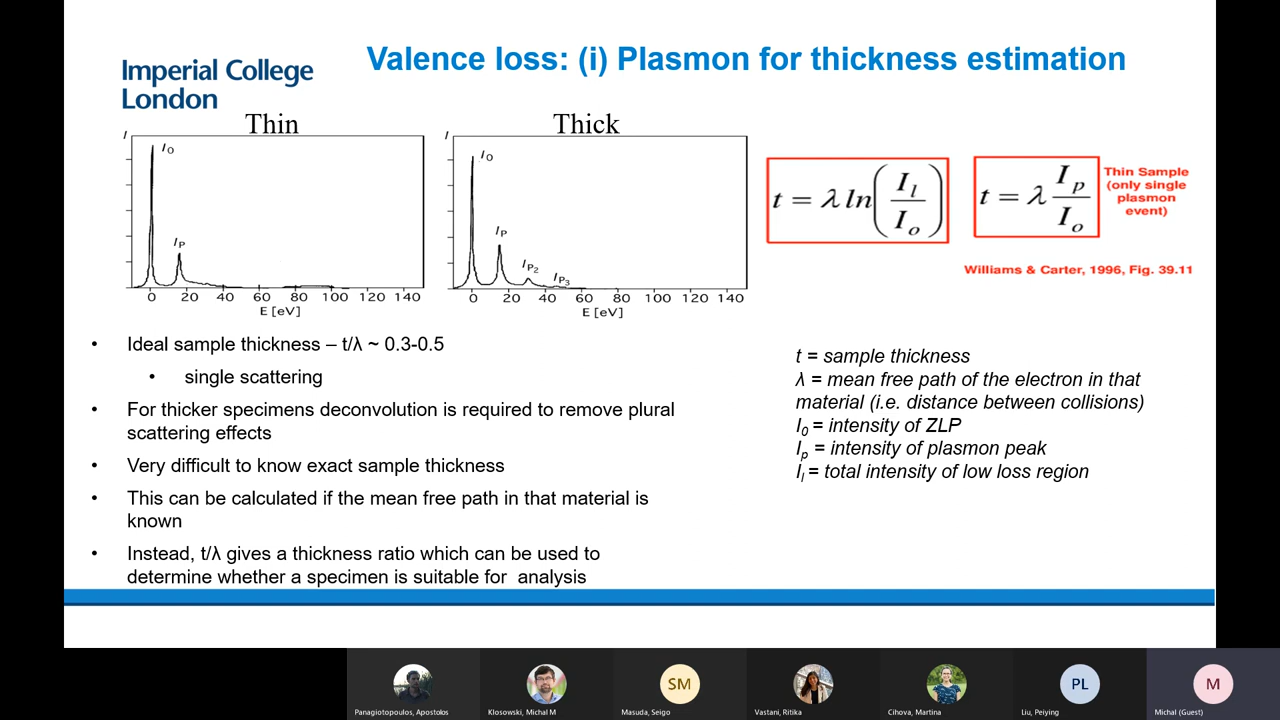 Valence loss: (i) Plasmon for thickness estimation
Imperial College
London
Thin
I
I₀
Iₚ
0 20 40 60 80 100 120 140
E [eV]
Thick
I
I₀
Iₚ
I_P2
I_P3
0 20 40 60 80 100 120 140
E [eV]
t = λ ln(I_l / I_o)
t = λ I_p / I_o
Thin Sample
(only single
plasmon
event)
Williams & Carter, 1996, Fig. 39.11
• Ideal sample thickness – t/λ ~ 0.3-0.5
• single scattering
• For thicker specimens deconvolution is required to remove plural
scattering effects
• Very difficult to know exact sample thickness
• This can be calculated if the mean free path in that material is
known
• Instead, t/λ gives a thickness ratio which can be used to
determine whether a specimen is suitable for analysis
t = sample thickness
λ = mean free path of the electron in that
material (i.e. distance between collisions)
I₀ = intensity of ZLP
Iₚ = intensity of plasmon peak
I_l = total intensity of low loss region
Panagiotopoulos, Apostolos
Klosowski, Michal M
SM
Masuda, Seigo
Vastani, Ritika
Cihova, Martina
PL
Liu, Peiying
M
Michal (Guest)